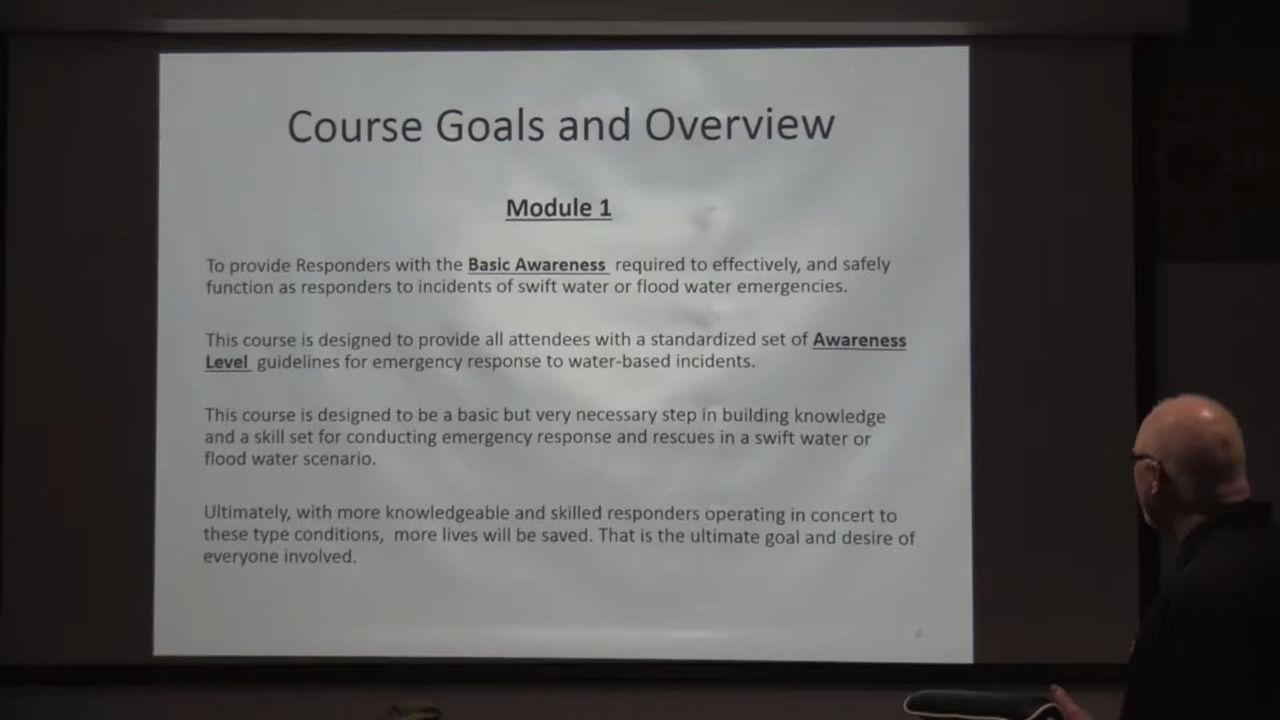 Course Goals and Overview
Module 1
To provide Responders with the Basic Awareness required to effectively, and safely
function as responders to incidents of swift water or flood water emergencies.
This course is designed to provide all attendees with a standardized set of Awareness
Level guidelines for emergency response to water-based incidents.
This course is designed to be a basic but very necessary step in building knowledge
and a skill set for conducting emergency response and rescues in a swift water or
flood water scenario.
Ultimately, with more knowledgeable and skilled responders operating in concert to
these type conditions, more lives will be saved. That is the ultimate goal and desire of
everyone involved.